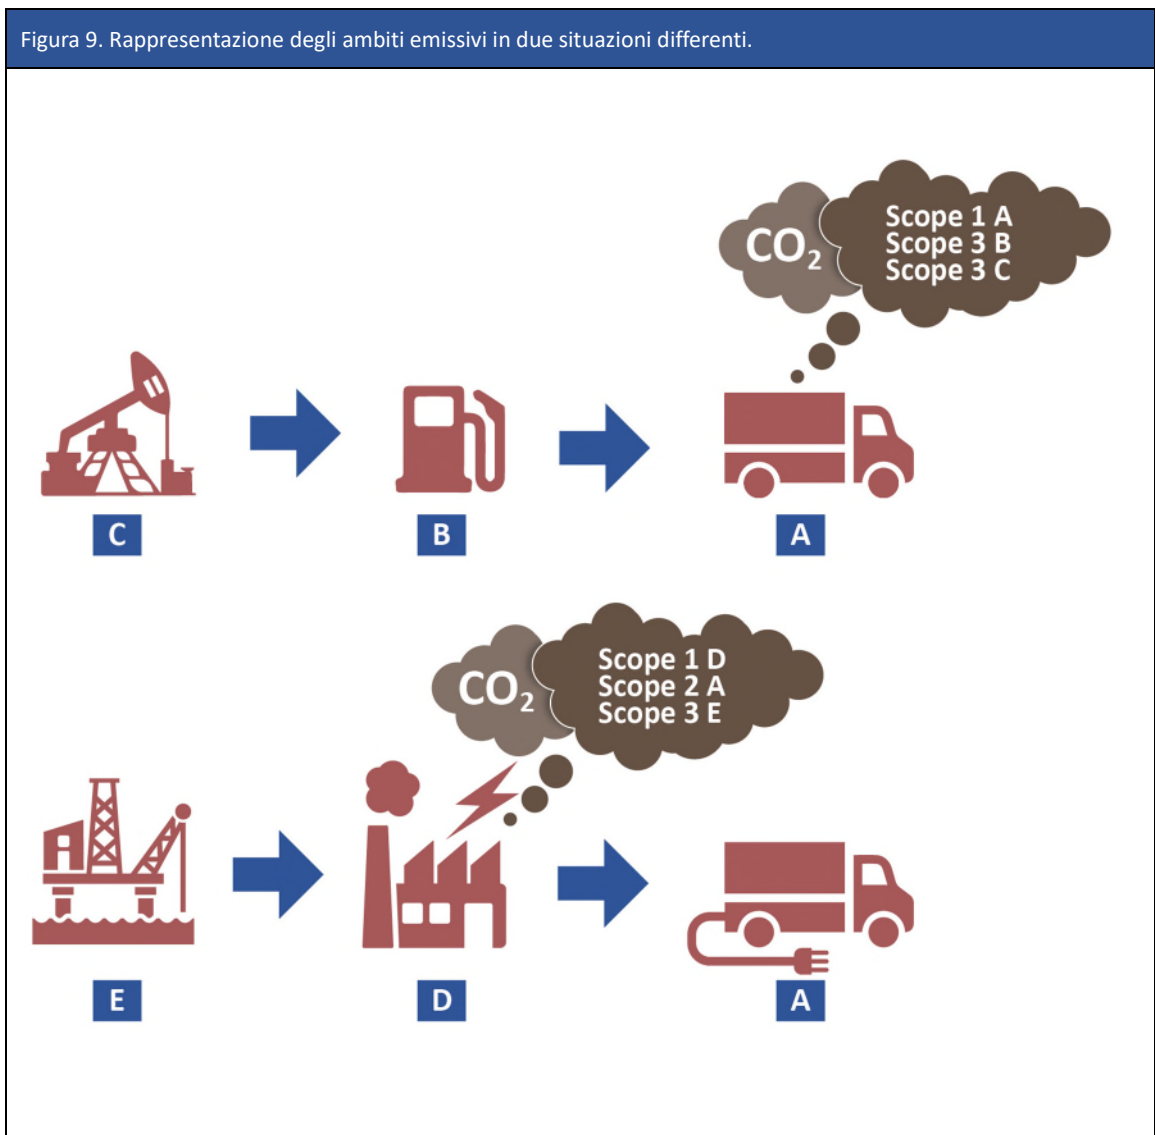 Figura 9. Rappresentazione degli ambiti emissivi in due situazioni differenti.
CO₂
Scope 1 A
Scope 3 B
Scope 3 C
C
B
A
CO₂
Scope 1 D
Scope 2 A
Scope 3 E
E
D
A